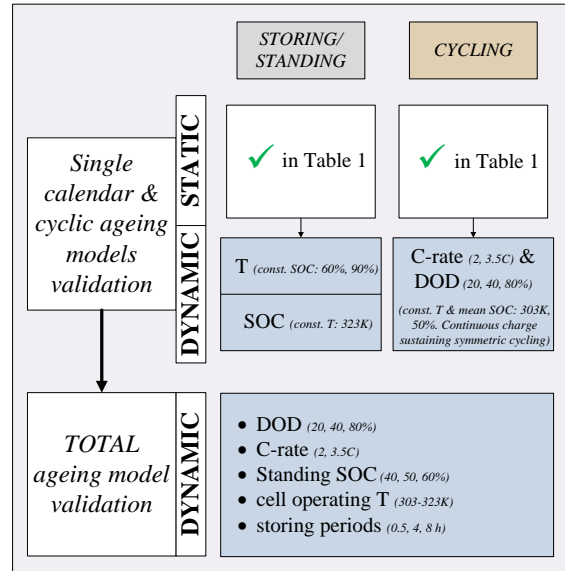 STORING/
STANDING
CYCLING
Single
calendar &
cyclic ageing
models
validation
STATIC
✓ in Table 1
✓ in Table 1
DYNAMIC
T (const. SOC: 60%, 90%)
SOC (const. T: 323K)
C-rate (2, 3.5C) &
DOD (20, 40, 80%)
(const. T & mean SOC: 303K,
50%. Continuous charge
sustaining symmetric cycling)
TOTAL
ageing model
validation
DYNAMIC
• DOD (20, 40, 80%)
• C-rate (2, 3.5C)
• Standing SOC (40, 50, 60%)
• cell operating T (303-323K)
• storing periods (0.5, 4, 8 h)